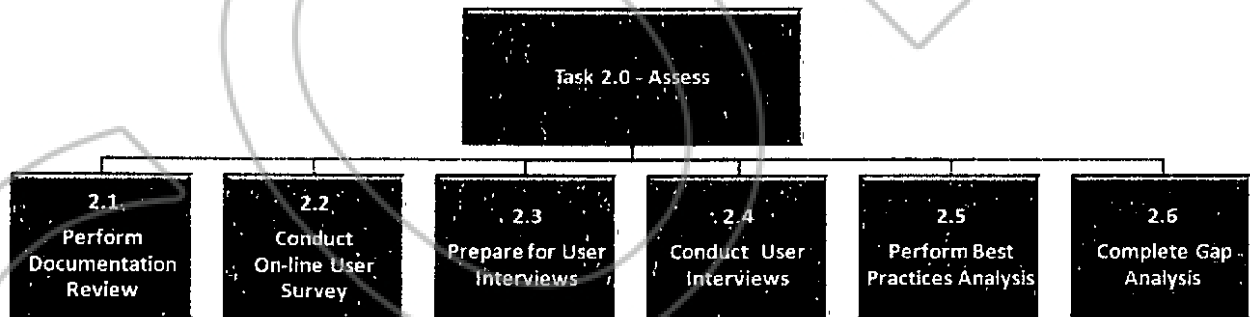 Task 2.0 - Assess
2.1
Perform
Documentation
Review
2.2
Conduct
On-line User
Survey
2.3
Prepare for User
Interviews
2.4
Conduct User
Interviews
2.5
Perform Best
Practices Analysis
2.6
Complete Gap
Analysis